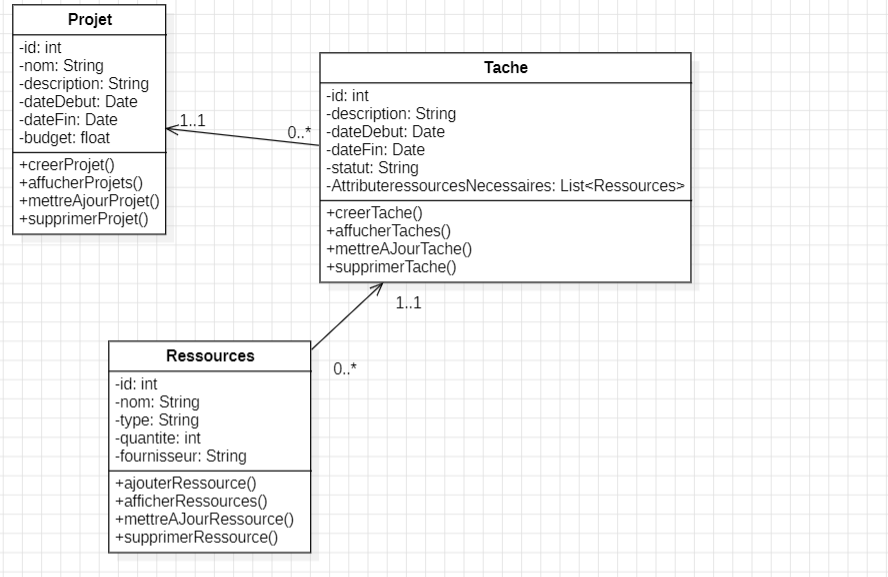 Projet
-id: int
-nom: String
-description: String
-dateDebut: Date
-dateFin: Date
-budget: float
+creerProjet()
+affucherProjets()
+mettreAjourProjet()
+supprimerProjet()
1..1
0..*
Tache
-id: int
-description: String
-dateDebut: Date
-dateFin: Date
-statut: String
-AttributeressourcesNecessaires: List<Ressources>
+creerTache()
+affucherTaches()
+mettreAJourTache()
+supprimerTache()
1..1
0..*
Ressources
-id: int
-nom: String
-type: String
-quantite: int
-fournisseur: String
+ajouterRessource()
+afficherRessources()
+mettreAJourRessource()
+supprimerRessource()